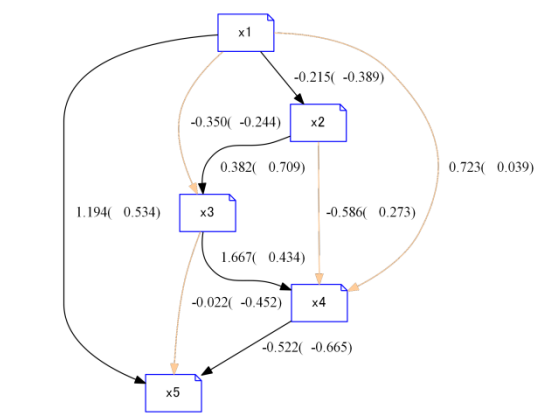 x1
-0.215( -0.389)
x2
-0.350( -0.244)
0.382( 0.709)
0.723( 0.039)
x3
1.194( 0.534)
-0.586( 0.273)
1.667( 0.434)
x4
-0.022( -0.452)
-0.522( -0.665)
x5